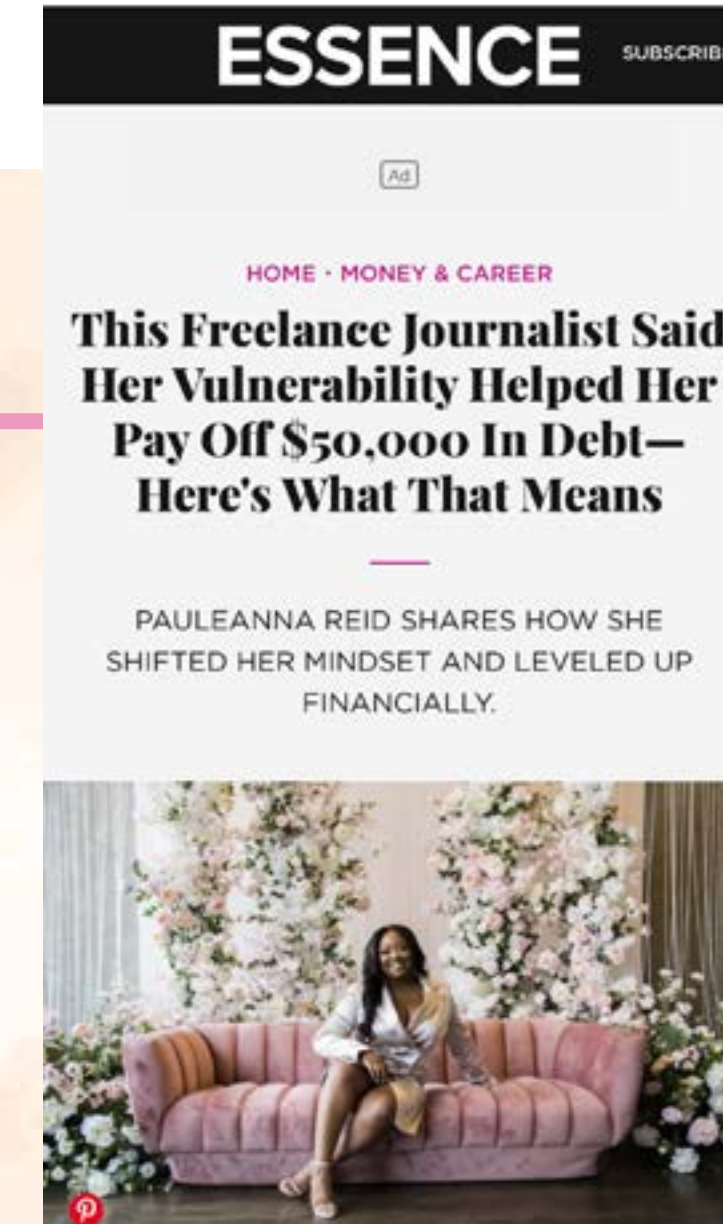 ESSENCE
SUBSCRIB
Ad
HOME • MONEY & CAREER
This Freelance Journalist Said
Her Vulnerability Helped Her
Pay Off $50,000 In Debt—
Here's What That Means
PAULEANNA REID SHARES HOW SHE
SHIFTED HER MINDSET AND LEVELED UP
FINANCIALLY.